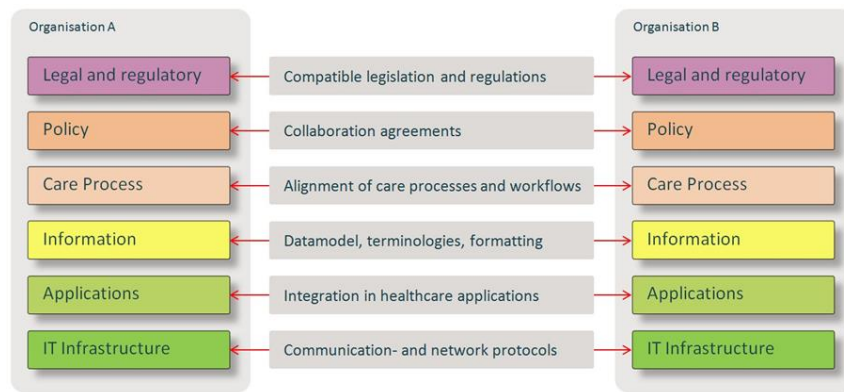 Organisation A
Organisation B
Legal and regulatory
Compatible legislation and regulations
Legal and regulatory
Policy
Collaboration agreements
Policy
Care Process
Alignment of care processes and workflows
Care Process
Information
Datamodel, terminologies, formatting
Information
Applications
Integration in healthcare applications
Applications
IT Infrastructure
Communication- and network protocols
IT Infrastructure